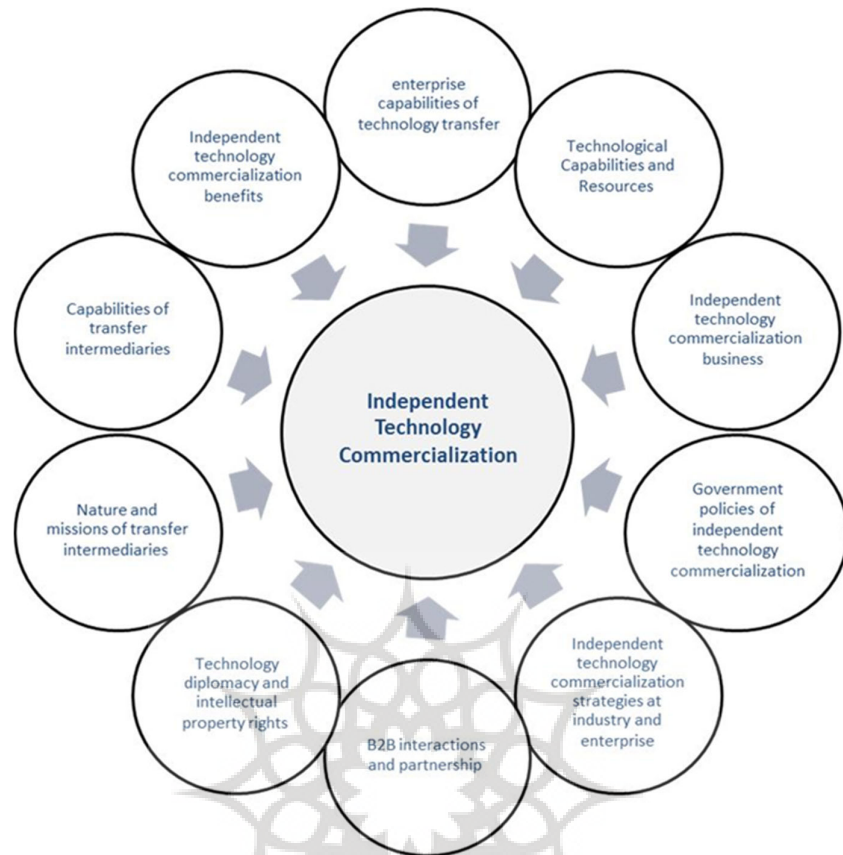 enterprise
capabilities of
technology transfer
Technological
Capabilities and
Resources
Independent
technology
commercialization
business
Government
policies of
independent
technology
commercialization
Independent
technology
commercialization
strategies at
industry and
enterprise
B2B interactions
and partnership
Technology
diplomacy and
intellectual
property rights
Nature and
missions of transfer
intermediaries
Capabilities of
transfer
intermediaries
Independent
technology
commercialization
benefits
Independent
Technology
Commercialization